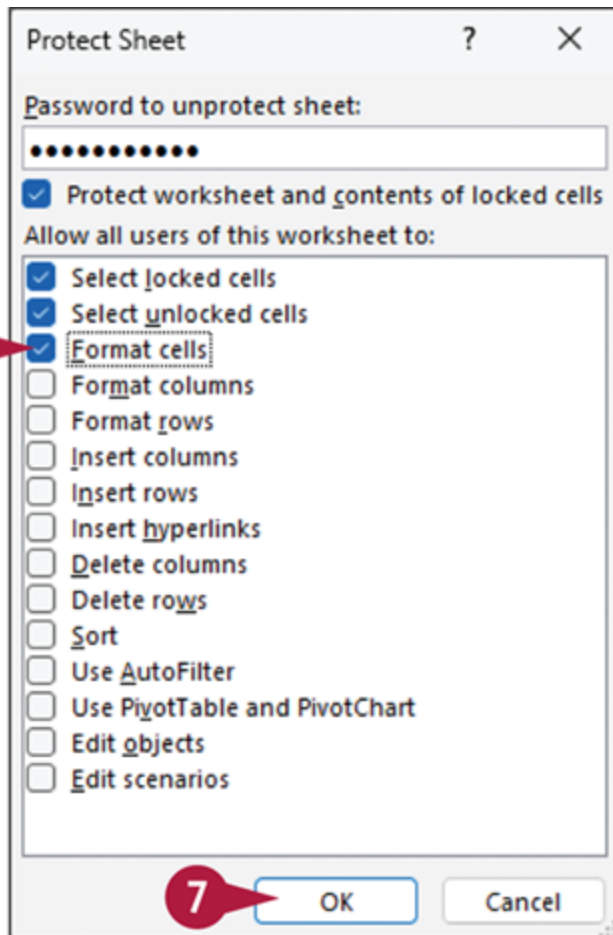 Protect Sheet ? ×
Password to unprotect sheet:
•••••••••••
Protect worksheet and contents of locked cells
Allow all users of this worksheet to:
Select locked cells
Select unlocked cells
Format cells
Format columns
Format rows
Insert columns
Insert rows
Insert hyperlinks
Delete columns
Delete rows
Sort
Use AutoFilter
Use PivotTable and PivotChart
Edit objects
Edit scenarios
7 OK Cancel